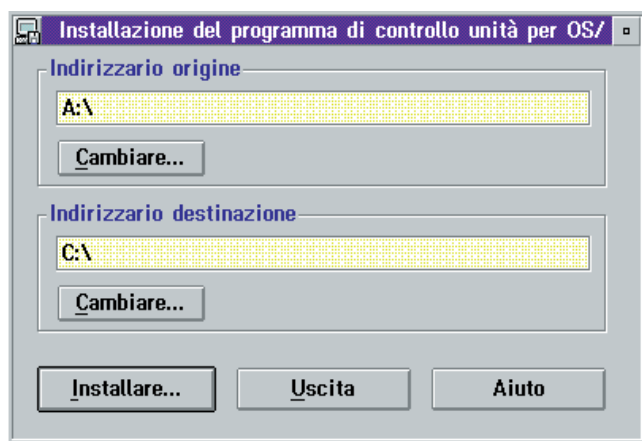 Installazione del programma di controllo unità per OS/
Indirizzario origine
A:\
Cambiare...
Indirizzario destinazione
C:\
Cambiare...
Installare... Uscita Aiuto